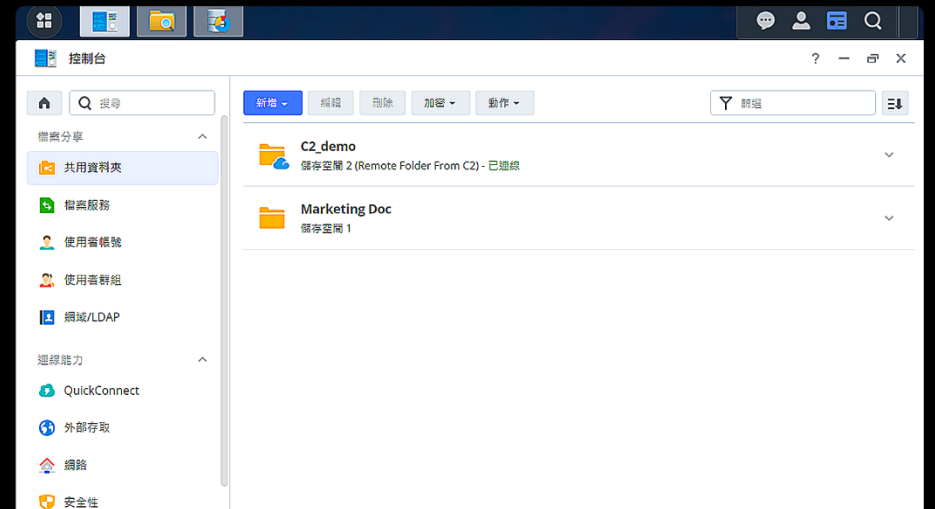 控制台
?
搜尋
檔案分享
共用資料夾
檔案服務
使用者帳號
使用者群組
網域/LDAP
連線能力
QuickConnect
外部存取
網路
安全性
新增 編輯 刪除 加密 動作 篩選
C2_demo
儲存空間 2 (Remote Folder From C2) - 已連線
Marketing Doc
儲存空間 1